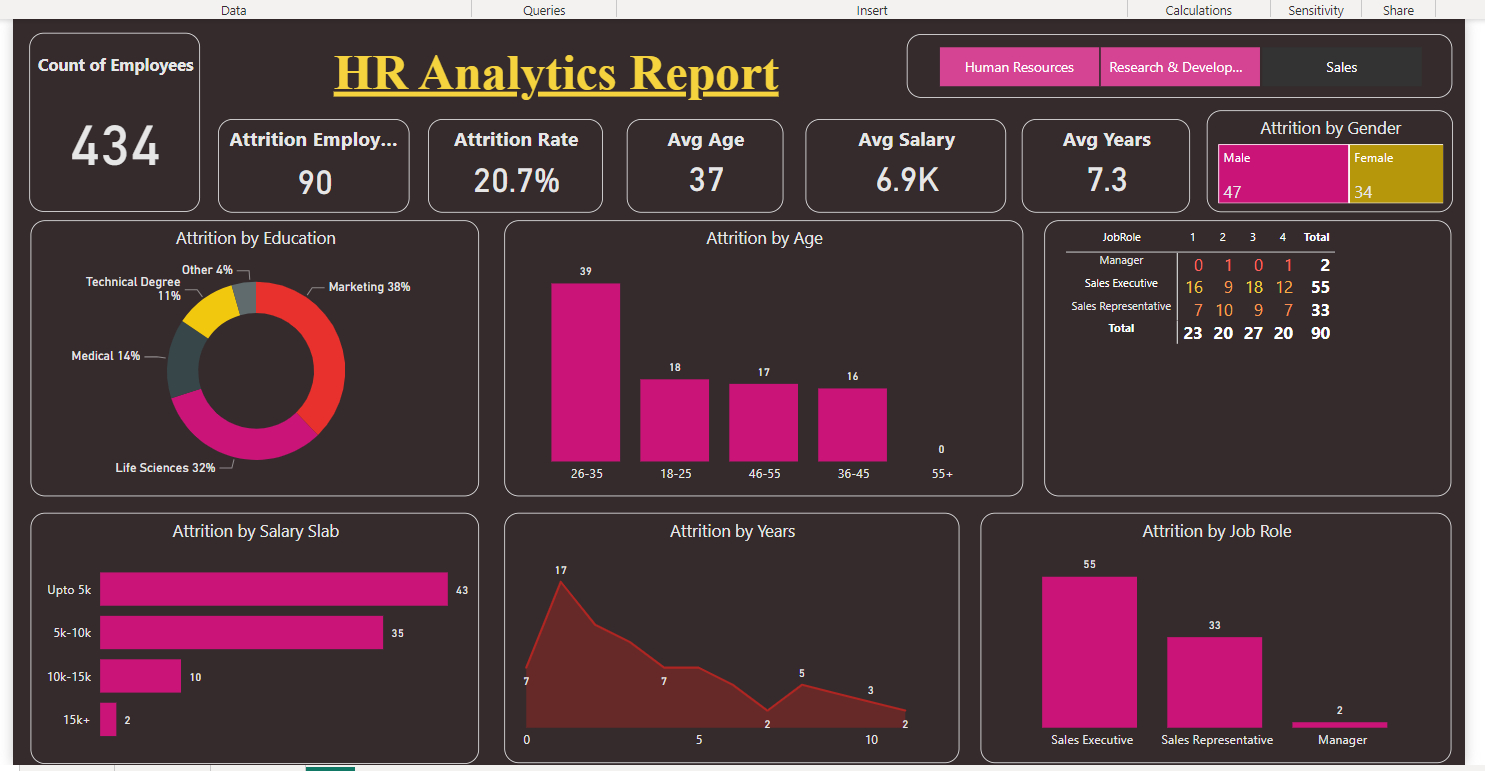 Data
Queries
Insert
Calculations
Sensitivity
Share
Count of Employees
434
HR Analytics Report
Human Resources
Research & Develop...
Sales
Attrition Employ...
90
Attrition Rate
20.7%
Avg Age
37
Avg Salary
6.9K
Avg Years
7.3
Attrition by Gender
Male
47
Female
34
Attrition by Education
Other 4%
Technical Degree
11%
Marketing 38%
Medical 14%
Life Sciences 32%
Attrition by Age
39
18
17
16
0
26-35
18-25
46-55
36-45
55+
JobRole 1 2 3 4 Total
Manager 0 1 0 1 2
Sales Executive 16 9 18 12 55
Sales Representative 7 10 9 7 33
Total 23 20 27 20 90
Attrition by Salary Slab
Upto 5k 43
5k-10k 35
10k-15k 10
15k+ 2
Attrition by Years
17
7
7
2
5
3
2
0
5
10
Attrition by Job Role
55
33
2
Sales Executive
Sales Representative
Manager